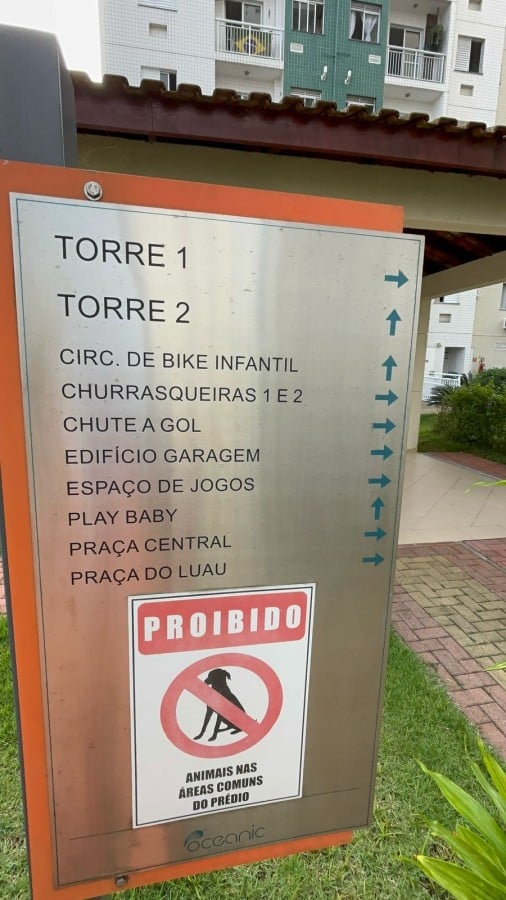 TORRE 1
TORRE 2
CIRC. DE BIKE INFANTIL
CHURRASQUEIRAS 1 E 2
CHUTE A GOL
EDIFÍCIO GARAGEM
ESPAÇO DE JOGOS
PLAY BABY
PRAÇA CENTRAL
PRAÇA DO LUAU
PROIBIDO
ANIMAIS NAS
ÁREAS COMUNS
DO PRÉDIO
oceanic